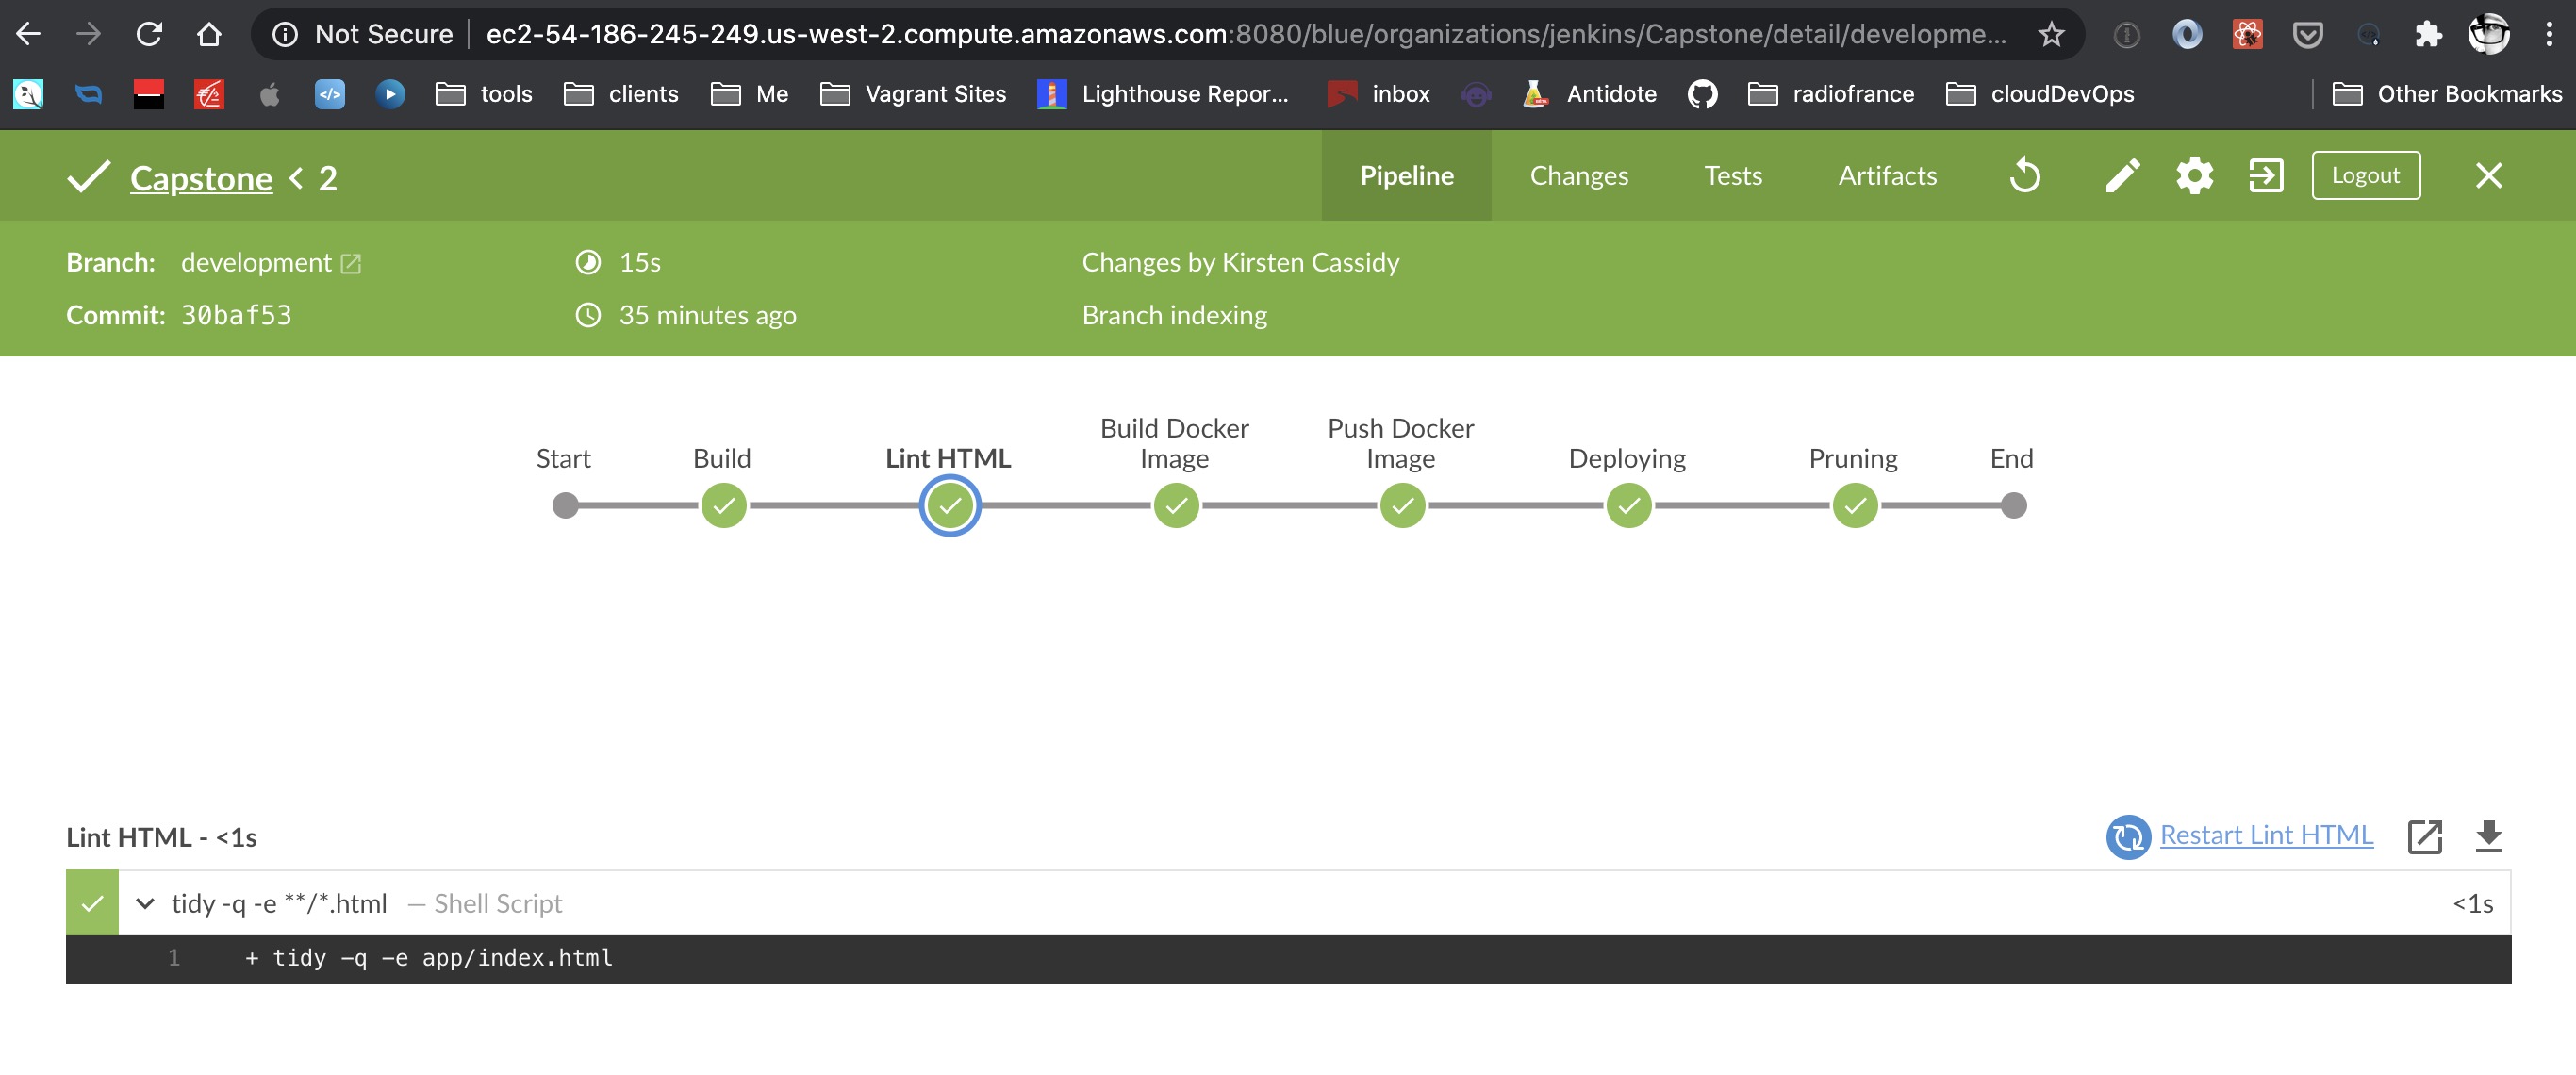 Not Secure ec2-54-186-245-249.us-west-2.compute.amazonaws.com:8080/blue/organizations/jenkins/Capstone/detail/developme...
tools clients Me Vagrant Sites Lighthouse Repor... inbox Antidote radiofrance cloudDevOps Other Bookmarks
Capstone < 2 Pipeline Changes Tests Artifacts Logout
Branch: development 15s Changes by Kirsten Cassidy
Commit: 30baf53 35 minutes ago Branch indexing
Start Build Lint HTML Build Docker Image Push Docker Image Deploying Pruning End
Lint HTML - <1s Restart Lint HTML
tidy -q -e **/*.html — Shell Script <1s
1 + tidy -q -e app/index.html